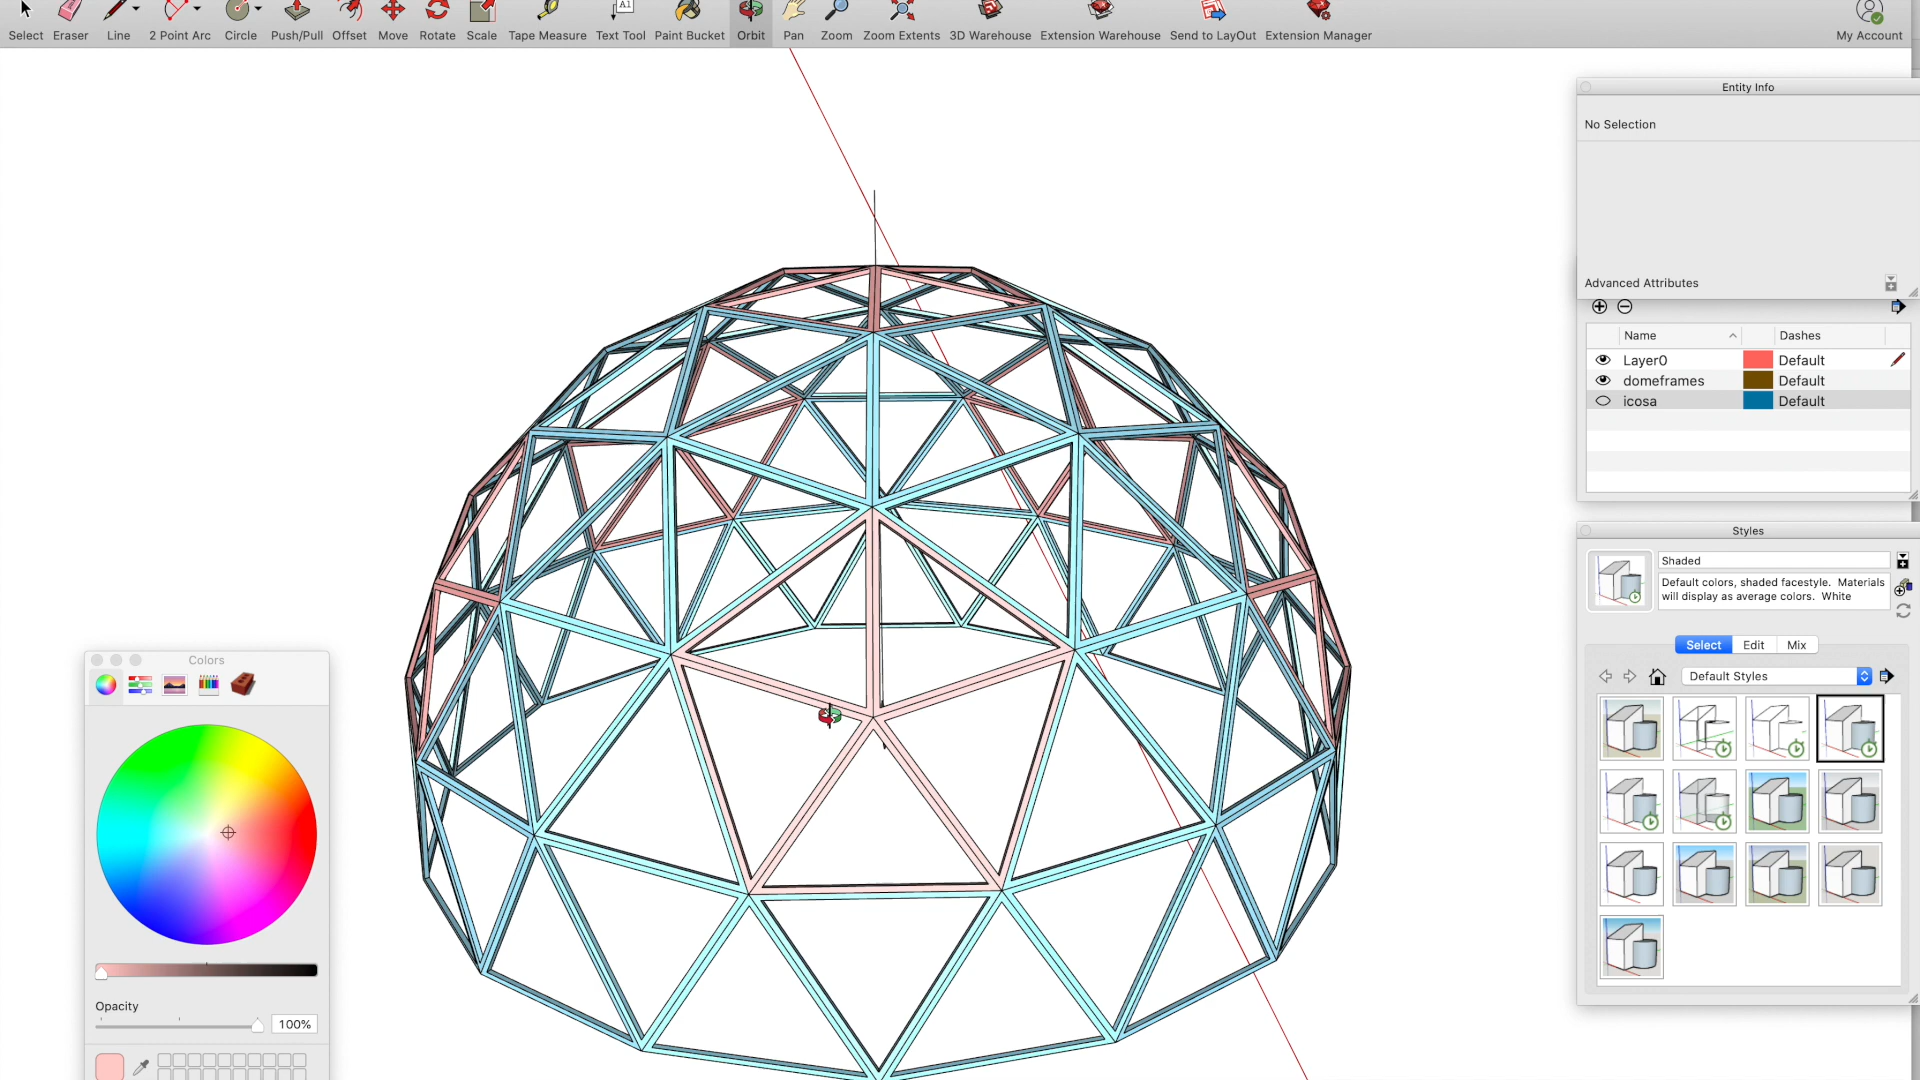 A1
Select Eraser Line 2 Point Arc Circle Push/Pull Offset Move Rotate Scale Tape Measure Text Tool Paint Bucket Orbit Pan Zoom Zoom Extents 3D Warehouse Extension Warehouse Send to LayOut Extension Manager My Account
Entity Info
No Selection
Advanced Attributes
Name Dashes
Layer0 Default
domeframes Default
icosa Default
Styles
Shaded
Default colors, shaded facestyle. Materials
will display as average colors. White
Select Edit Mix
Default Styles
Colors
Opacity
100%